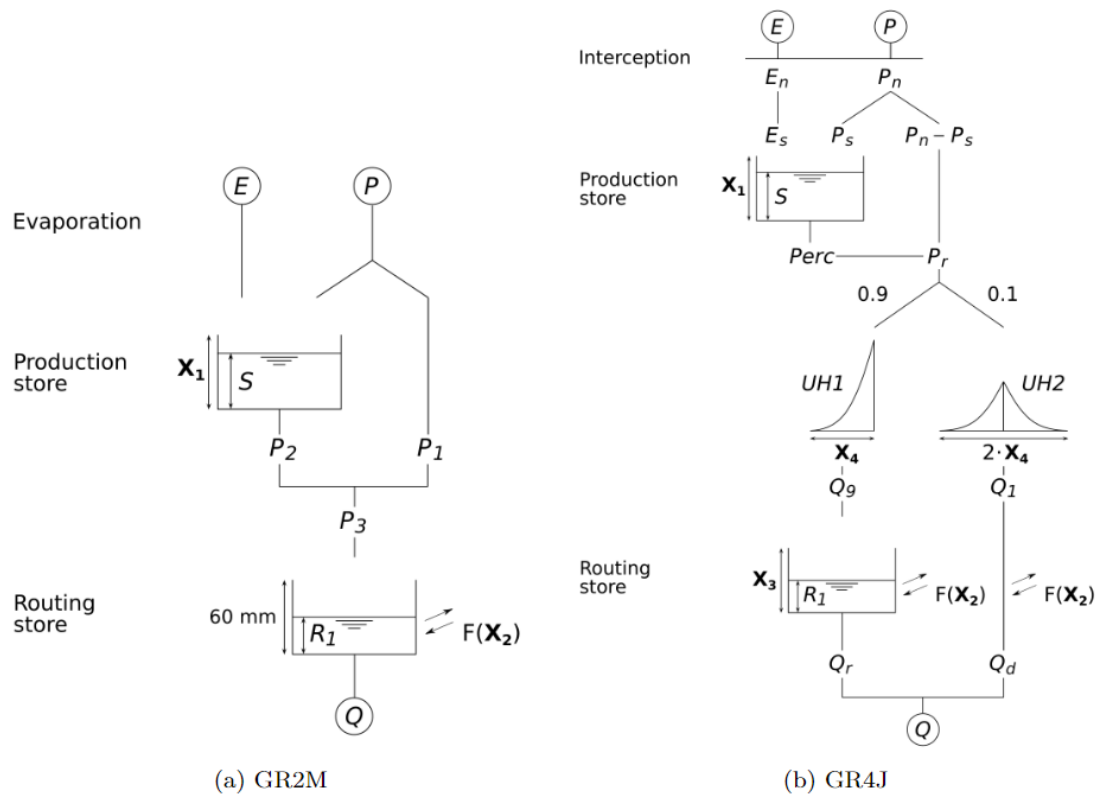 E P
Evaporation
Production
store
X₁
S
P₂
P₁
P₃
Routing
store
60 mm
R₁
F(X₂)
Q
(a) GR2M
E P
Interception
Eₙ Pₙ
Eₛ Pₛ Pₙ – Pₛ
Production
store
X₁
S
Perc Pᵣ
0.9 0.1
UH1 UH2
X₄ 2·X₄
Q₉ Q₁
Routing
store
X₃
R₁
F(X₂) F(X₂)
Qᵣ Q_d
Q
(b) GR4J